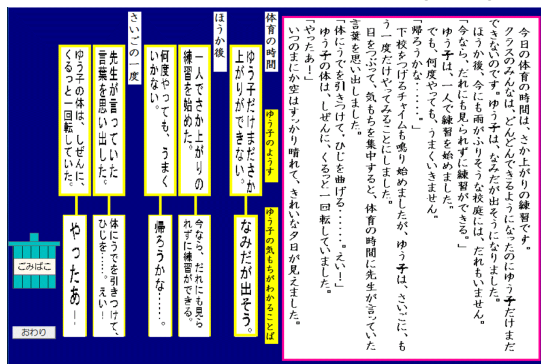 今日の体育の時間は、さか上がりの練習です。
クラスのみんなは、どんどんできるようになったのにゆう子だけまだ
できないのです。ゆう子は、なみだが出そうになりました。
ほうか後、今にも雨がふりそうな校庭には、だれもいません。
「今なら、だれにも見られずに練習ができる。」
ゆう子は、一人で練習を始めました。
でも、何度やっても、うまくいきません。
「帰ろうかな・・・・・。」
下校をつげるチャイムも鳴り始めましたが、ゆう子は、さいごに、も
う一度だけやってみることにしました。
目をつぶって、気もちを集中すると、体育の時間に先生が言っていた
言葉を思い出しました。
「体にうでを引きつけて、ひじを曲げる・・・・・。えい！」
ゆう子の体は、しぜんに、くるっと一回転していました。
「やったあー！」
いつのまにか空はすっかり晴れて、きれいな夕日が見えました。
体育の時間
ゆう子のようす
ゆう子の気もちがわかることば
ゆう子だけまださか
上がりができない。
なみだが出そう。
ほうか後
一人でさか上がりの
練習を始めた。
今なら、だれにも見ら
れずに練習ができる。
何度やっても、うまく
いかない。
帰ろうかな・・・・。
さいごの一度
先生が言っていた
言葉を思い出した。
体にうでを引きつけて、
ひじを・・・・。えい！
ゆう子の体は、しぜんに、
くるっと一回転していた。
やったあー！
ごみばこ
おわり